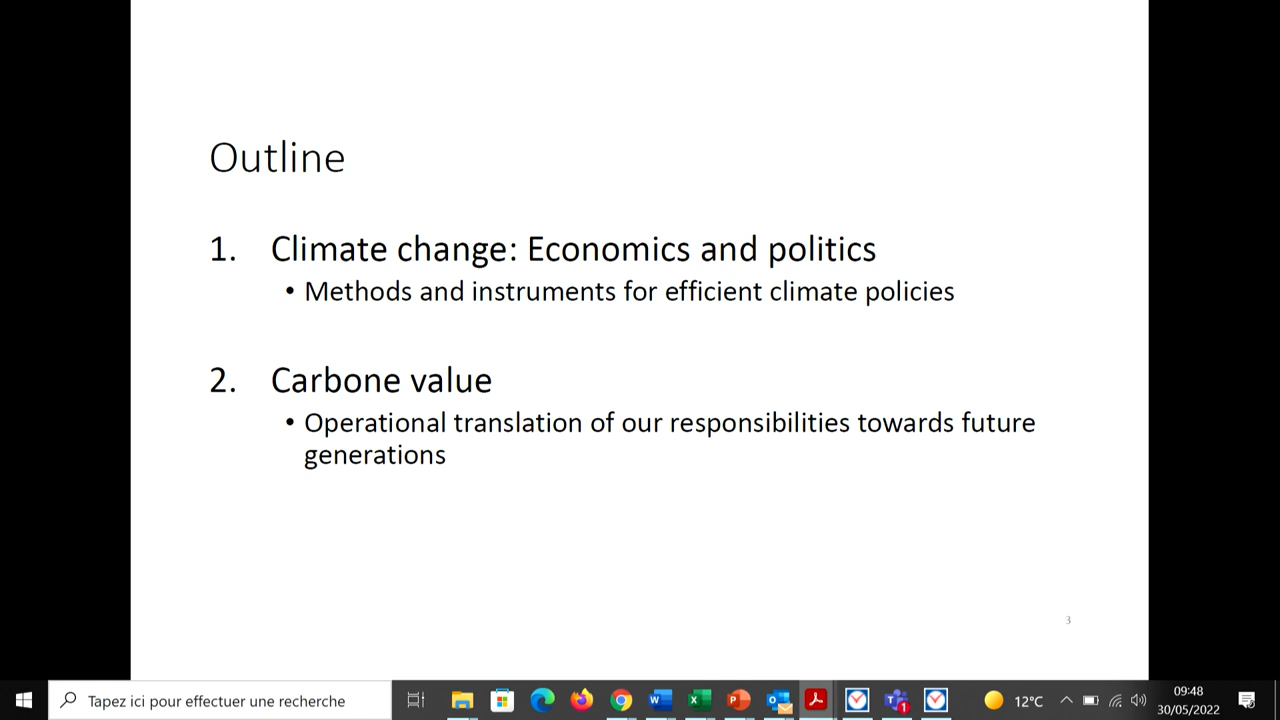 Outline
1. Climate change: Economics and politics
• Methods and instruments for efficient climate policies
2. Carbone value
• Operational translation of our responsibilities towards future
generations
3
Tapez ici pour effectuer une recherche
12°C
09:48
30/05/2022
1